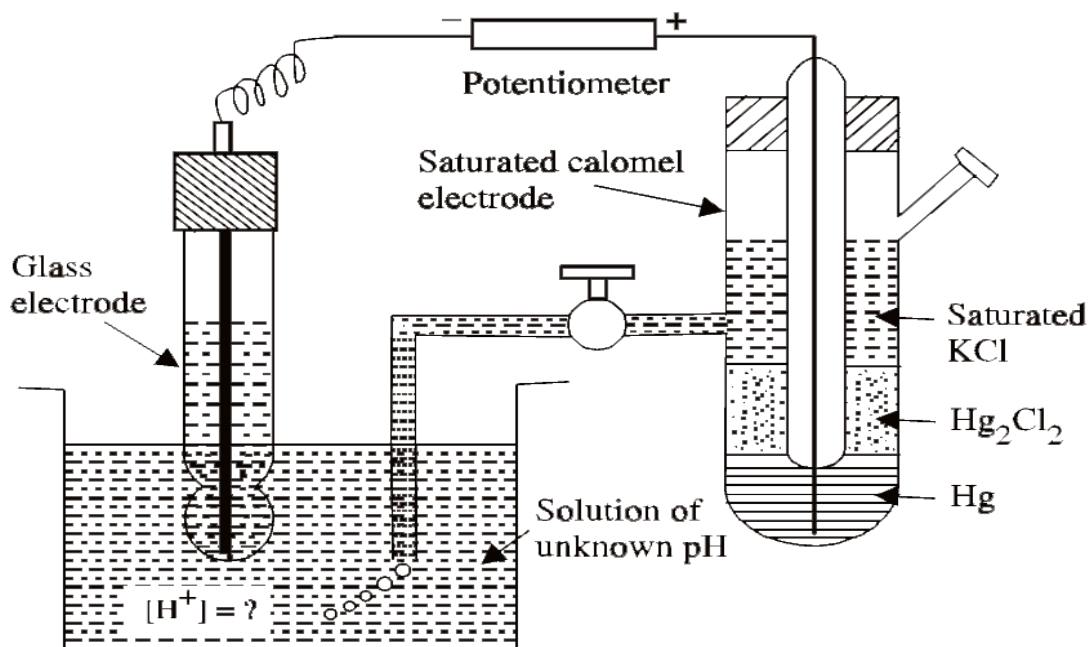 − +
Potentiometer
Saturated calomel
electrode
Glass
electrode
Saturated
KCl
Hg₂Cl₂
Hg
Solution of
unknown pH
[H⁺] = ?